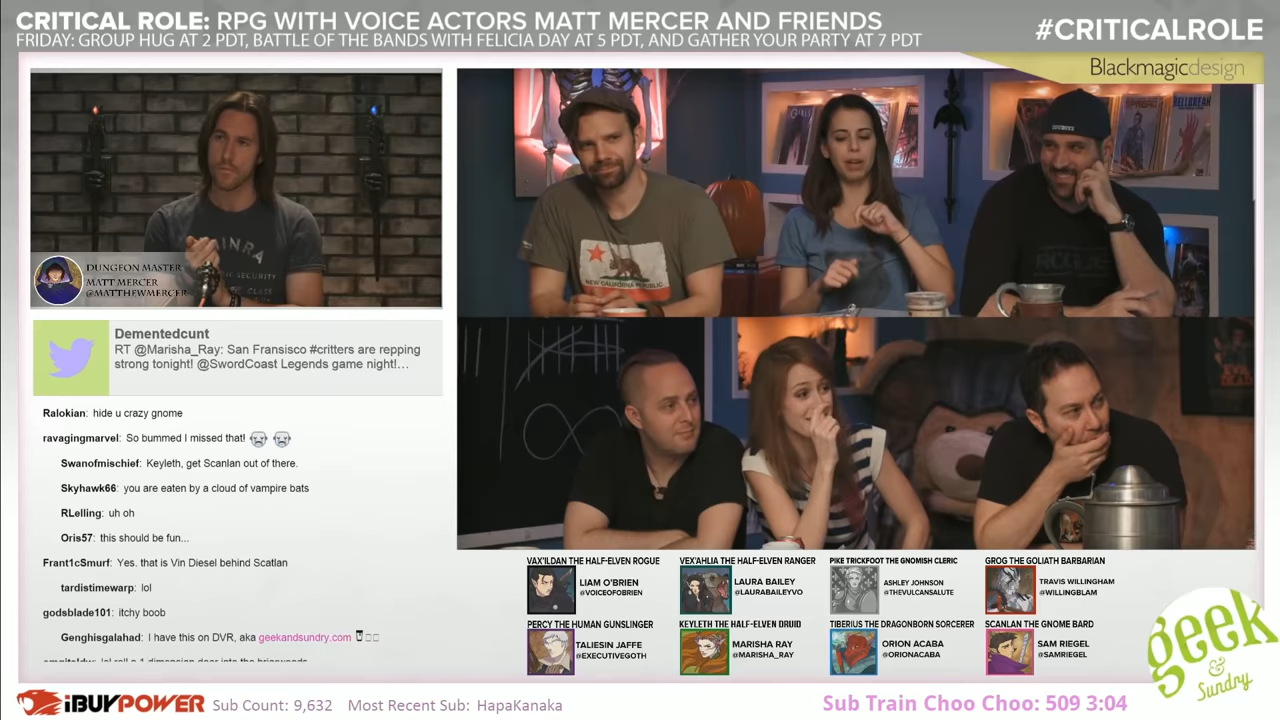 CRITICAL ROLE: RPG WITH VOICE ACTORS MATT MERCER AND FRIENDS
FRIDAY: GROUP HUG AT 2 PDT, BATTLE OF THE BANDS WITH FELICIA DAY AT 5 PDT, AND GATHER YOUR PARTY AT 7 PDT
#CRITICALROLE
Blackmagicdesign
DUNGEON MASTER
MATT MERCER
@MATTHEWMERCER
NEW CALIFORNIA REPUBLIC
Dementedcunt
RT @Marisha_Ray: San Fransisco #critters are repping
strong tonight! @SwordCoast Legends game night!…
Ralokian: hide u crazy gnome
ravagingmarvel: So bummed I missed that!
Swanofmischief: Keyleth, get Scanlan out of there.
Skyhawk66: you are eaten by a cloud of vampire bats
RLelling: uh oh
Oris57: this should be fun...
Frant1cSmurf: Yes. that is Vin Diesel behind Scatlan
tardistimewarp: lol
godsblade101: itchy boob
Genghisgalahad: I have this on DVR, aka geekandsundry.com
VAX'ILDAN THE HALF-ELVEN ROGUE
LIAM O'BRIEN
@VOICEOFOBRIEN
VEX'AHLIA THE HALF-ELVEN RANGER
LAURA BAILEY
@LAURABAILEYVO
PIKE TRICKFOOT THE GNOMISH CLERIC
ASHLEY JOHNSON
@THEVULCANSALUTE
GROG THE GOLIATH BARBARIAN
TRAVIS WILLINGHAM
@WILLINGBLAM
PERCY THE HUMAN GUNSLINGER
TALIESIN JAFFE
@EXECUTIVEGOTH
KEYLETH THE HALF-ELVEN DRUID
MARISHA RAY
@MARISHA_RAY
TIBERIUS THE DRAGONBORN SORCERER
ORION ACABA
@ORIONACABA
SCANLAN THE GNOME BARD
SAM RIEGEL
@SAMRIEGEL
geek
&
Sundry
iBUYPOWER
Sub Count: 9,632 Most Recent Sub: HapaKanaka
Sub Train Choo Choo: 509 3:04